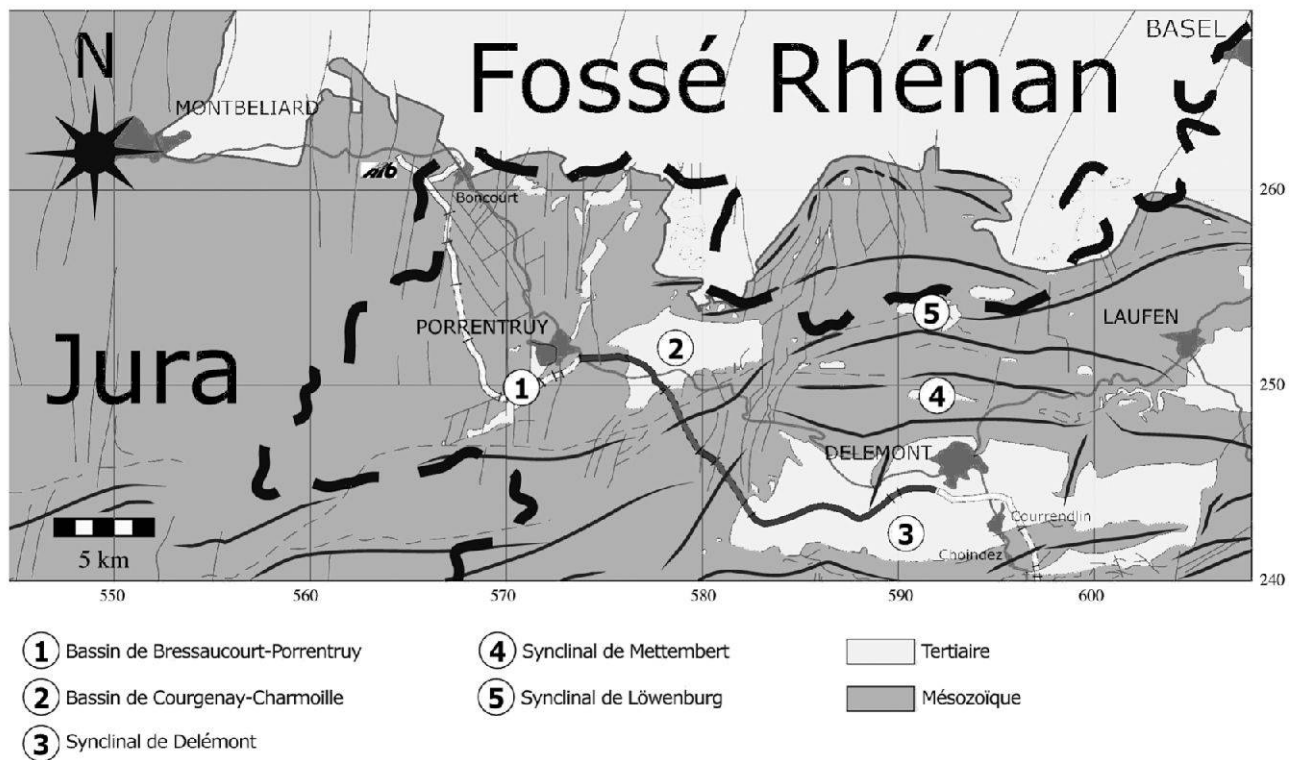 BASEL
Fossé Rhénan
N
MONTBELIARD
A16
Boncourt
260
PORRENTRUY
5
LAUFEN
2
Jura
1
250
4
DELEMONT
3
Courrendlin
Choindez
5 km
240
550 560 570 580 590 600
1 Bassin de Bressaucourt-Porrentruy
2 Bassin de Courgenay-Charmoille
3 Synclinal de Delémont
4 Synclinal de Mettembert
5 Synclinal de Löwenburg
Tertiaire
Mésozoïque